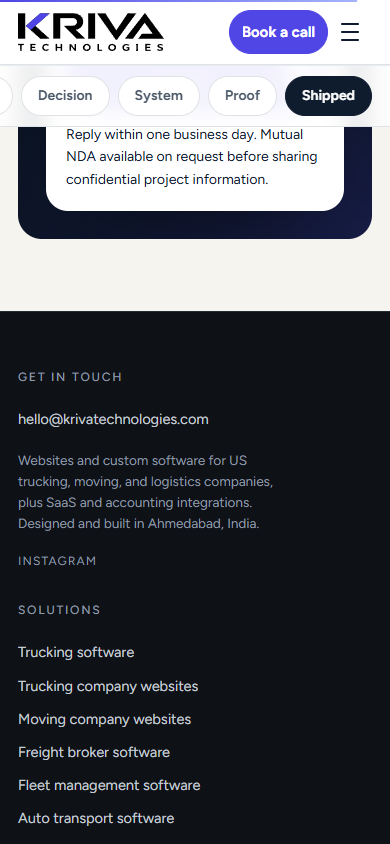 KRIVA
TECHNOLOGIES
Book a call
Decision
System
Proof
Shipped
Reply within one business day. Mutual
NDA available on request before sharing
confidential project information.
GET IN TOUCH
hello@krivatechnologies.com
Websites and custom software for US
trucking, moving, and logistics companies,
plus SaaS and accounting integrations.
Designed and built in Ahmedabad, India.
INSTAGRAM
SOLUTIONS
Trucking software
Trucking company websites
Moving company websites
Freight broker software
Fleet management software
Auto transport software